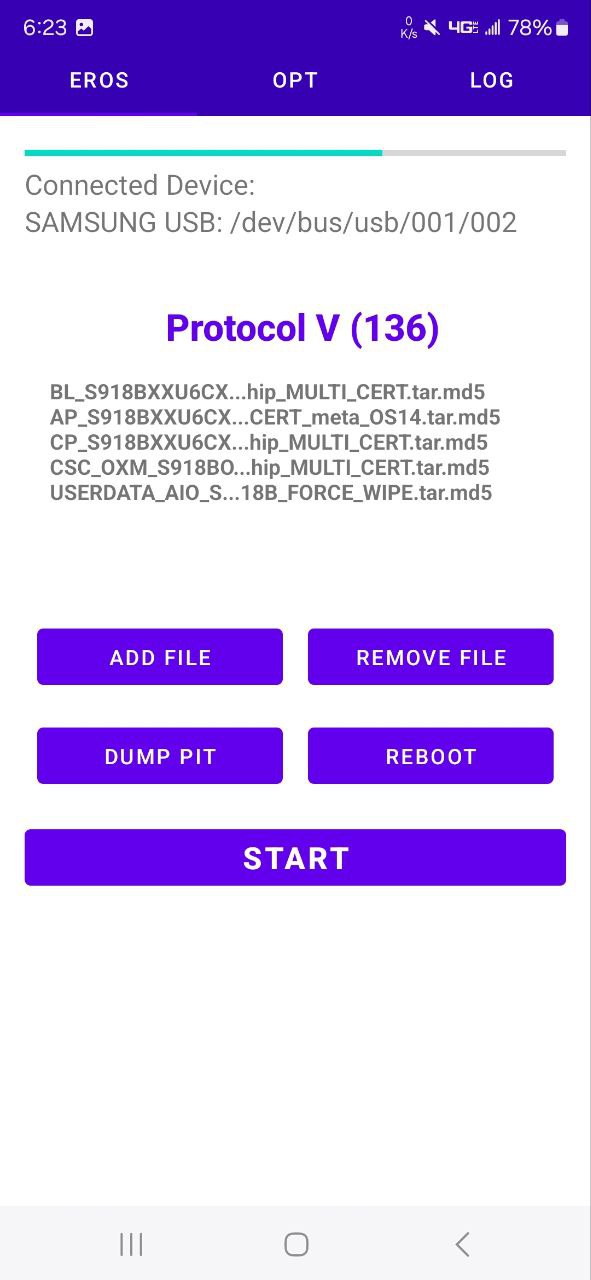 6:23
0 K/s 4G LTE 78%
EROS OPT LOG
Connected Device:
SAMSUNG USB: /dev/bus/usb/001/002
Protocol V (136)
BL_S918BXXU6CX...hip_MULTI_CERT.tar.md5
AP_S918BXXU6CX...CERT_meta_OS14.tar.md5
CP_S918BXXU6CX...hip_MULTI_CERT.tar.md5
CSC_OXM_S918BO...hip_MULTI_CERT.tar.md5
USERDATA_AIO_S...18B_FORCE_WIPE.tar.md5
ADD FILE REMOVE FILE
DUMP PIT REBOOT
START